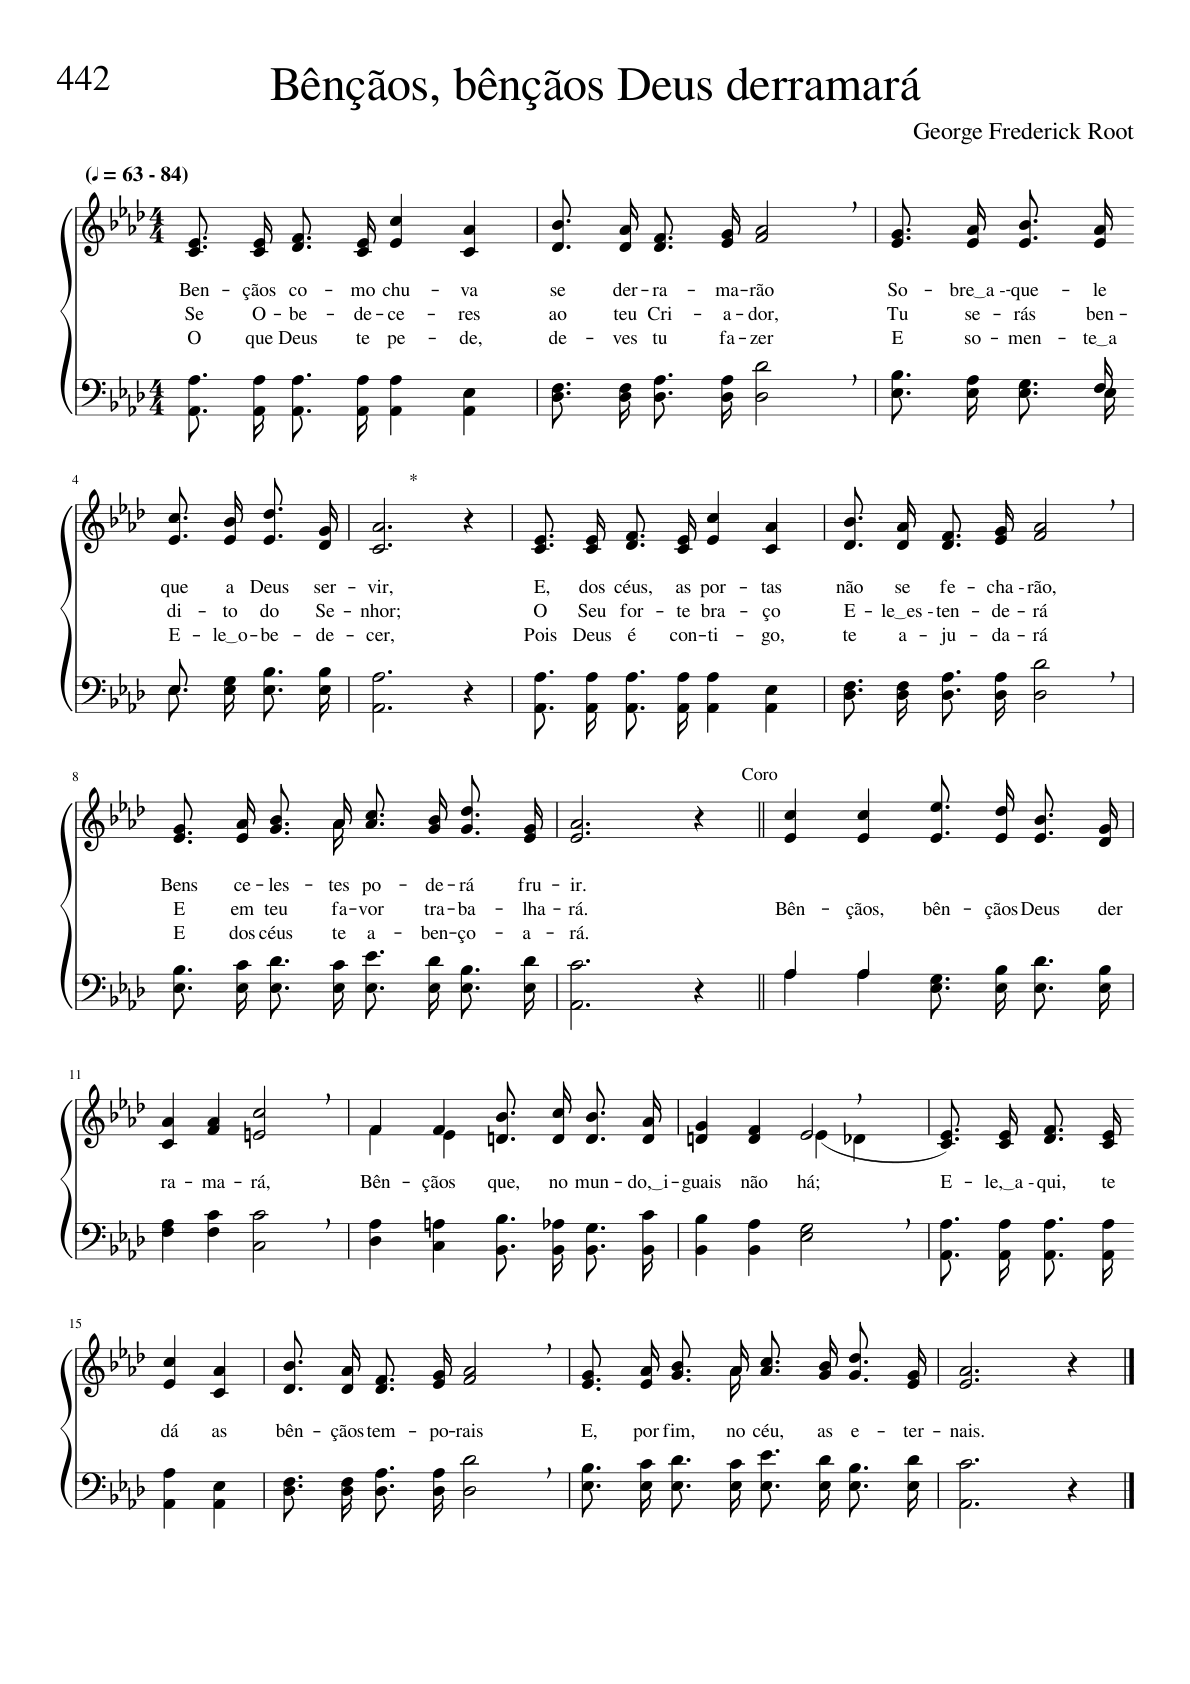 442
Bênçãos, bênçãos Deus derramará
George Frederick Root
(♩ = 63 - 84)
Ben - çãos co - mo chu - va se der - ra - ma - rão So - bre‿a - -que - le
Se O - be - de - ce - res ao teu Cri - a - dor, Tu se - rás ben -
O que Deus te pe - de, de - ves tu fa - zer E so - men - te‿a
4
*
que a Deus ser - vir, E, dos céus, as por - tas não se fe - cha - rão,
di - to do Se - nhor; O Seu for - te bra - ço E - le‿es - ten - de - rá
E - le‿o - be - de - cer, Pois Deus é con - ti - go, te a - ju - da - rá
8
Coro
Bens ce - les - tes po - de - rá fru - ir.
E em teu fa - vor tra - ba - lha - rá. Bên - çãos, bên - çãos Deus der
E dos céus te a - ben - ço - a - rá.
11
ra - ma - rá, Bên - çãos que, no mun - do,‿i - guais não há; E - le,‿a - qui, te
15
dá as bên - çãos tem - po - rais E, por fim, no céu, as e - ter - nais.